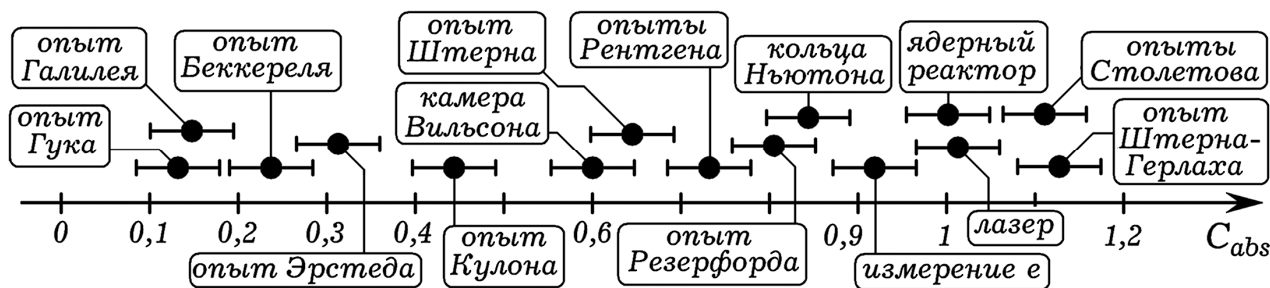 опыт
Галилея
опыт
Беккереля
опыт
Штерна
опыты
Рентгена
кольца
Ньютона
ядерный
реактор
опыты
Столетова
опыт
Гука
камера
Вильсона
опыт
Штерна-
Герлаха
0 0,1 0,2 0,3 0,4 0,6 0,9 1 1,2 Cabs
опыт Эрстеда
опыт
Кулона
опыт
Резерфорда
измерение е
лазер